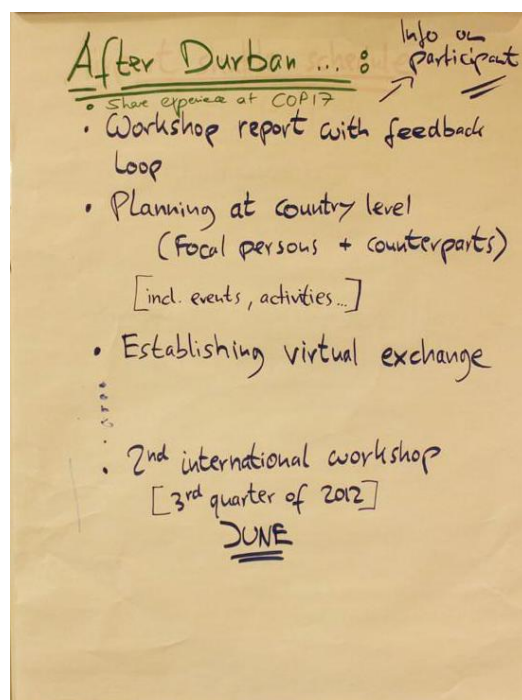 After Durban ... :
Info on
participant
• Share experience at COP17
• Workshop report with feedback
Loop
• Planning at country level
(Focal persons + counterparts)
[incl. events, activities...]
• Establishing virtual exchange
• 2nd international workshop
[3rd quarter of 2012]
JUNE